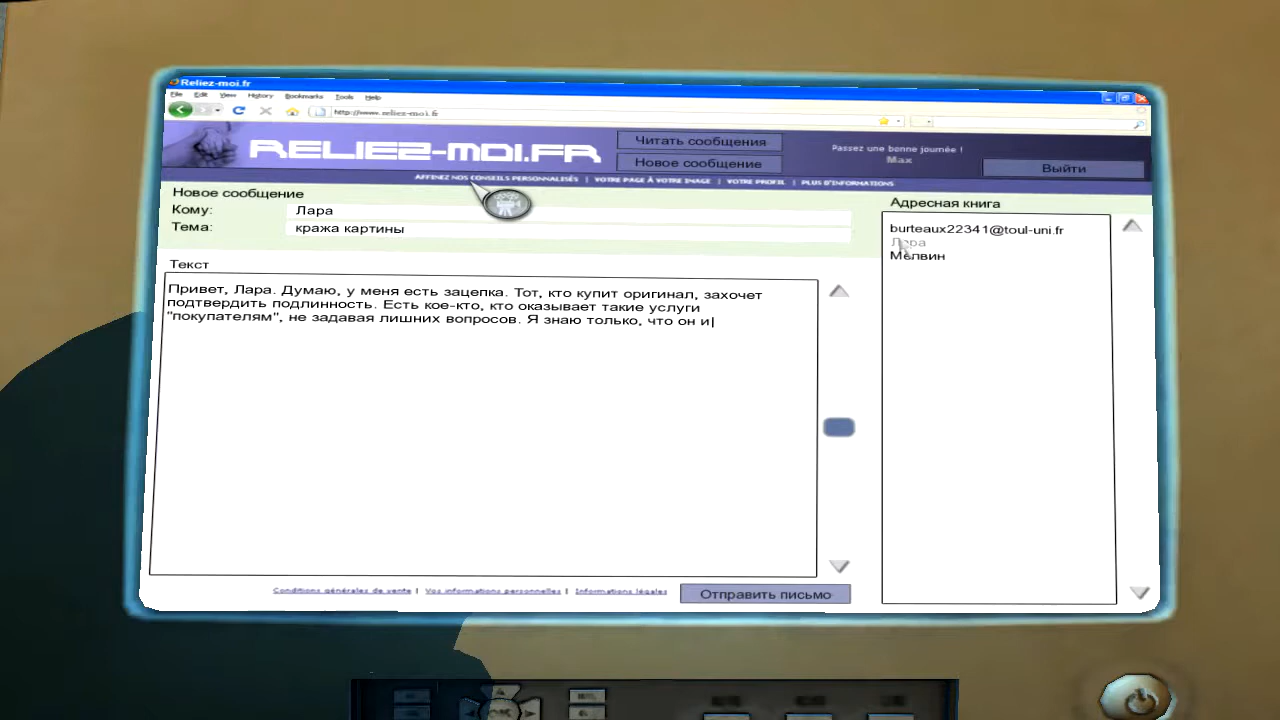 Reliez-moi.fr
File Edit View History Bookmarks Tools Help
http://www.reliez-moi.fr
RELIEZ-MOI.FR
Читать сообщения
Новое сообщение
Passez une bonne journée !
Max
Выйти
AFFINEZ NOS CONSEILS PERSONNALISÉS | VOTRE PAGE À VOTRE IMAGE | VOTRE PROFIL | PLUS D'INFORMATIONS
Новое сообщение
Кому: Лара
Тема: кража картины
Адресная книга
burteaux22341@toul-uni.fr
Лара
Мелвин
Текст
Привет, Лара. Думаю, у меня есть зацепка. Тот, кто купит оригинал, захочет
подтвердить подлинность. Есть кое-кто, кто оказывает такие услуги
"покупателям", не задавая лишних вопросов. Я знаю только, что он и|
Conditions générales de vente | Vos informations personnelles | Informations légales
Отправить письмо